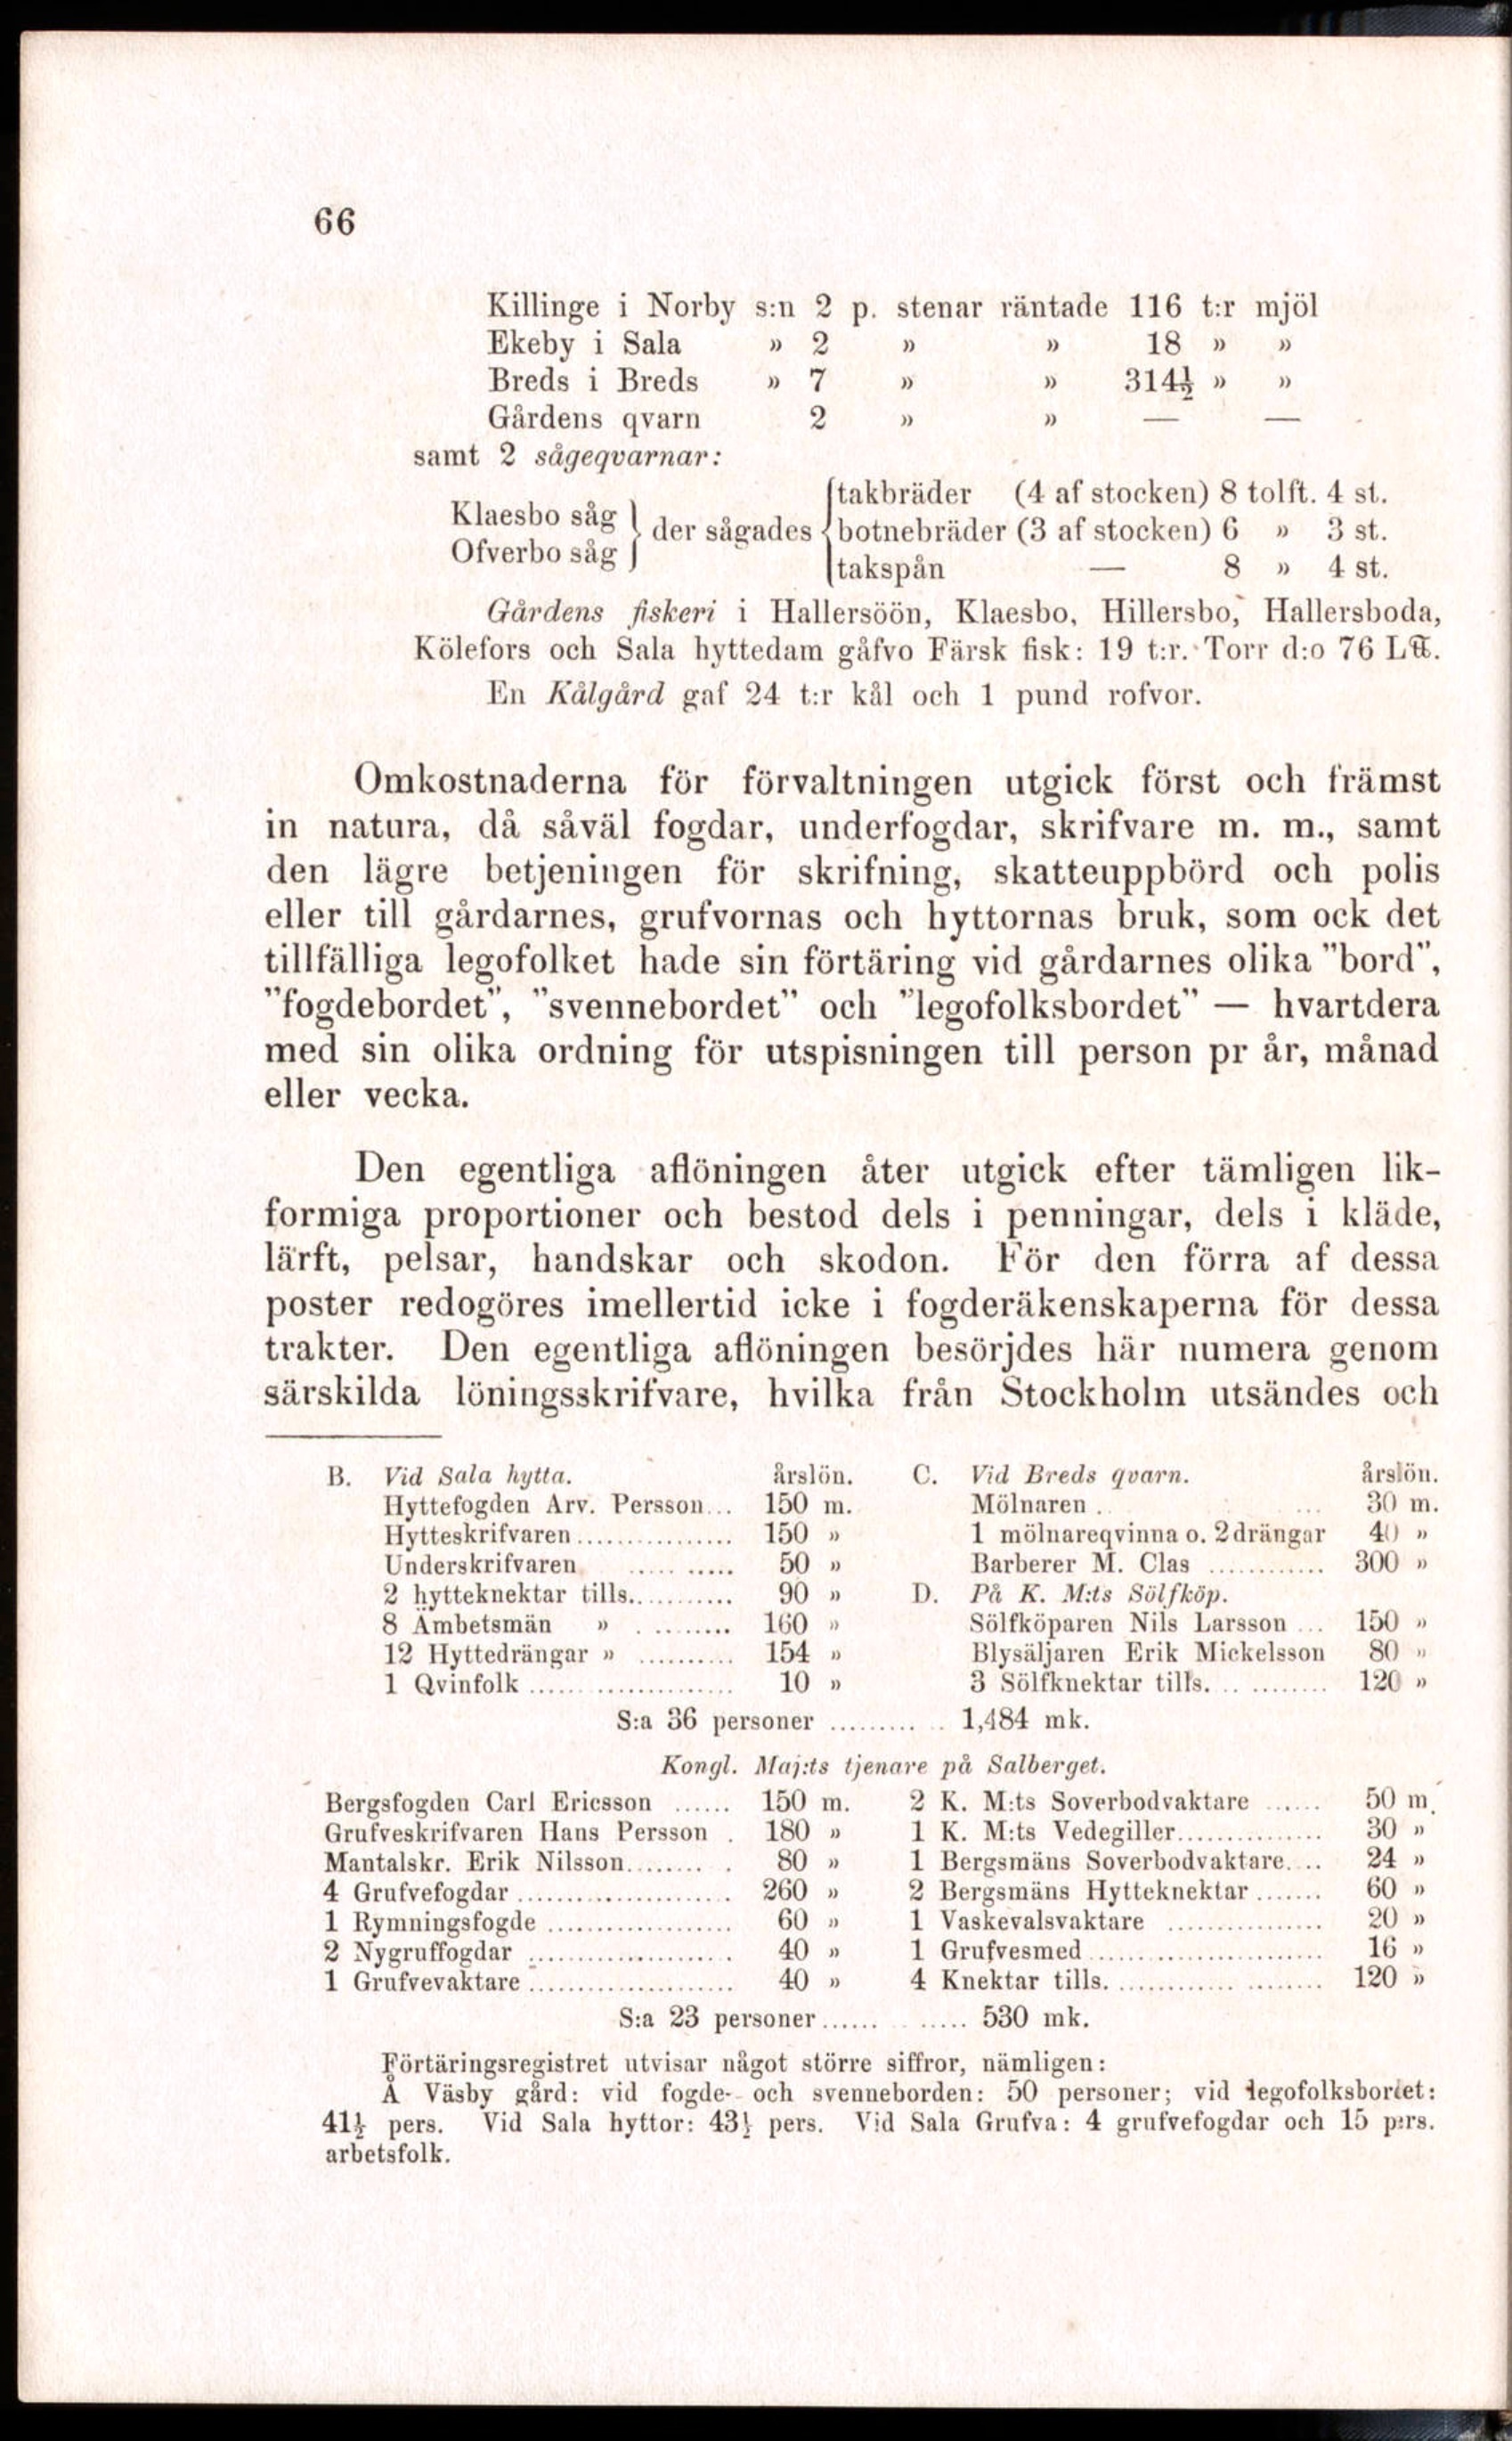 66
Killinge i Norby s:n 2 p. stenar räntade 116 t:r mjöl
Ekeby i Sala » 2 » » 18 » »
Breds i Breds » 7 » » 314½ » »
Gårdens qvarn 2 » » — —
samt 2 sågeqvarnar:
Klaesbo såg } der sågades { takbräder (4 af stocken) 8 tolft. 4 st.
Ofverbo såg } botnebräder (3 af stocken) 6 » 3 st.
takspån — 8 » 4 st.
Gårdens fiskeri i Hallersöön, Klaesbo, Hillersbo, Hallersboda,
Kölefors och Sala hyttedam gåfvo Färsk fisk: 19 t:r. Torr d:o 76 L℔.
En Kålgård gaf 24 t:r kål och 1 pund rofvor.
Omkostnaderna för förvaltningen utgick först och främst
in natura, då såväl fogdar, underfogdar, skrifvare m. m., samt
den lägre betjeningen för skrifning, skatteuppbörd och polis
eller till gårdarnes, grufvornas och hyttornas bruk, som ock det
tillfälliga legofolket hade sin förtäring vid gårdarnes olika ”bord”,
”fogdebordet”, ”svennebordet” och ”legofolksbordet” — hvartdera
med sin olika ordning för utspisningen till person pr år, månad
eller vecka.
Den egentliga aflöningen åter utgick efter tämligen lik-
formiga proportioner och bestod dels i penningar, dels i kläde,
lärft, pelsar, handskar och skodon. För den förra af dessa
poster redogöres imellertid icke i fogderäkenskaperna för dessa
trakter. Den egentliga aflöningen besörjdes här numera genom
särskilda löningsskrifvare, hvilka från Stockholm utsändes och
B. Vid Sala hytta. årslön.
Hyttefogden Arv. Persson... 150 m.
Hytteskrifvaren................ 150 »
Underskrifvaren .......... 50 »
2 hytteknektar tills........... 90 »
8 Ämbetsmän » .......... 160 »
12 Hyttedrängar » .......... 154 »
1 Qvinfolk .................... 10 »
C. Vid Breds qvarn. årslön.
Mölnaren ..... 30 m.
1 mölnareqvinna o. 2 drängar 40 »
Barberer M. Clas ............ 300 »
D. På K. M:ts Sölfköp.
Sölfköparen Nils Larsson ... 150 »
Blysäljaren Erik Mickelsson 80 »
3 Sölfknektar tills. .......... 120 »
S:a 36 personer ........... 1,484 mk.
Kongl. Maj:ts tjenare på Salberget.
Bergsfogden Carl Ericsson ...... 150 m.
Grufveskrifvaren Hans Persson . 180 »
Mantalskr. Erik Nilsson......... 80 »
4 Grufvefogdar ..................... 260 »
1 Rymningsfogde .................. 60 »
2 Nygruffogdar .................... 40 »
1 Grufvevaktare .................... 40 »
2 K. M:ts Soverbodvaktare ...... 50 m.
1 K. M:ts Vedegiller............... 30 »
1 Bergsmäns Soverbodvaktare.... 24 »
2 Bergsmäns Hytteknektar ....... 60 »
1 Vaskevalsvaktare ................ 20 »
1 Grufvesmed ....................... 16 »
4 Knektar tills. .................... 120 »
S:a 23 personer ........... 530 mk.
Förtäringsregistret utvisar något större siffror, nämligen:
Å Väsby gård: vid fogde- och svenneborden: 50 personer; vid legofolksbordet:
41½ pers. Vid Sala hyttor: 43½ pers. Vid Sala Grufva: 4 grufvefogdar och 15 pers.
arbetsfolk.